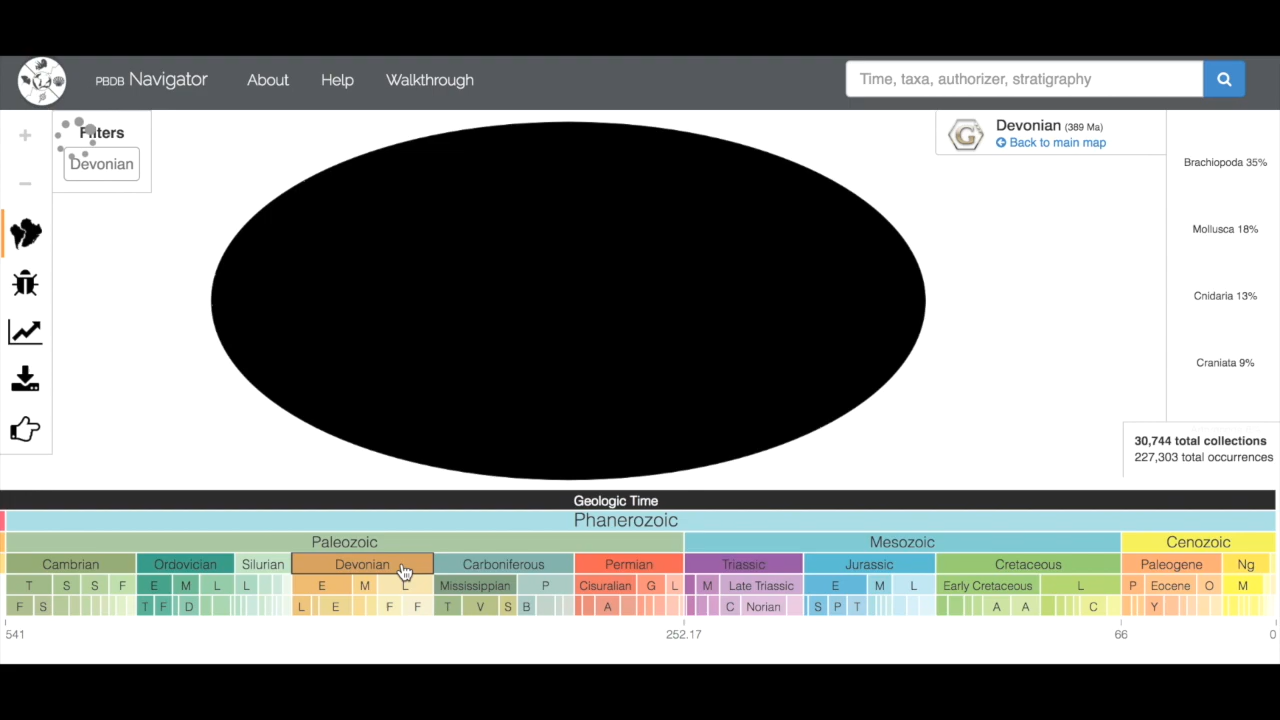 PBDB Navigator About Help Walkthrough
Time, taxa, authorizer, stratigraphy
Filters
Devonian
Devonian (389 Ma)
Back to main map
Brachiopoda 35%
Mollusca 18%
Cnidaria 13%
Craniata 9%
30,744 total collections
227,303 total occurrences
Geologic Time
Phanerozoic
Paleozoic Mesozoic Cenozoic
Cambrian Ordovician Silurian Devonian Carboniferous Permian Triassic Jurassic Cretaceous Paleogene Ng
T S S F E M L L E M L Mississippian P Cisuralian G L M Late Triassic E M L Early Cretaceous L P Eocene O M
F S T F D L E F F T V S B A C Norian S P T A A C Y
541 252.17 66 0